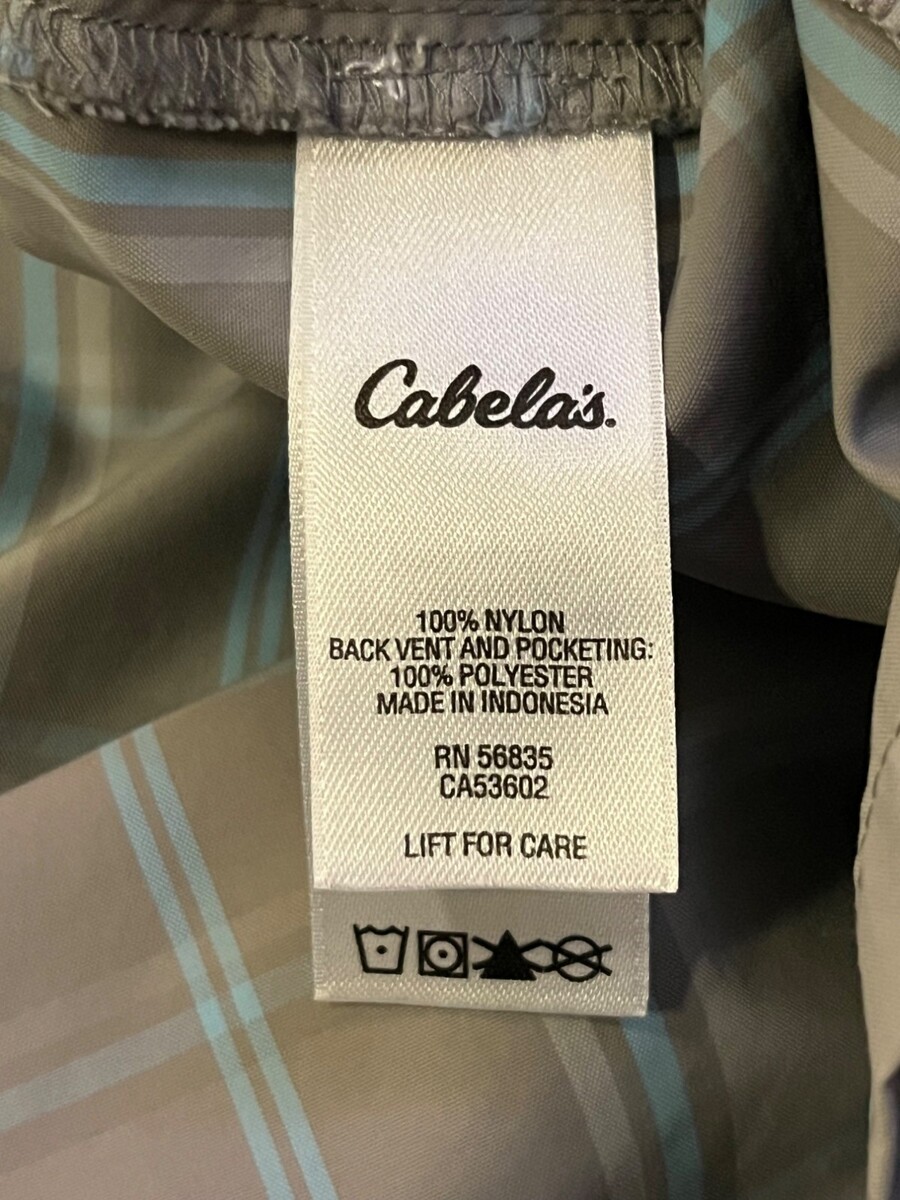 Cabela's.
100% NYLON
BACK VENT AND POCKETING:
100% POLYESTER
MADE IN INDONESIA
RN 56835
CA53602
LIFT FOR CARE